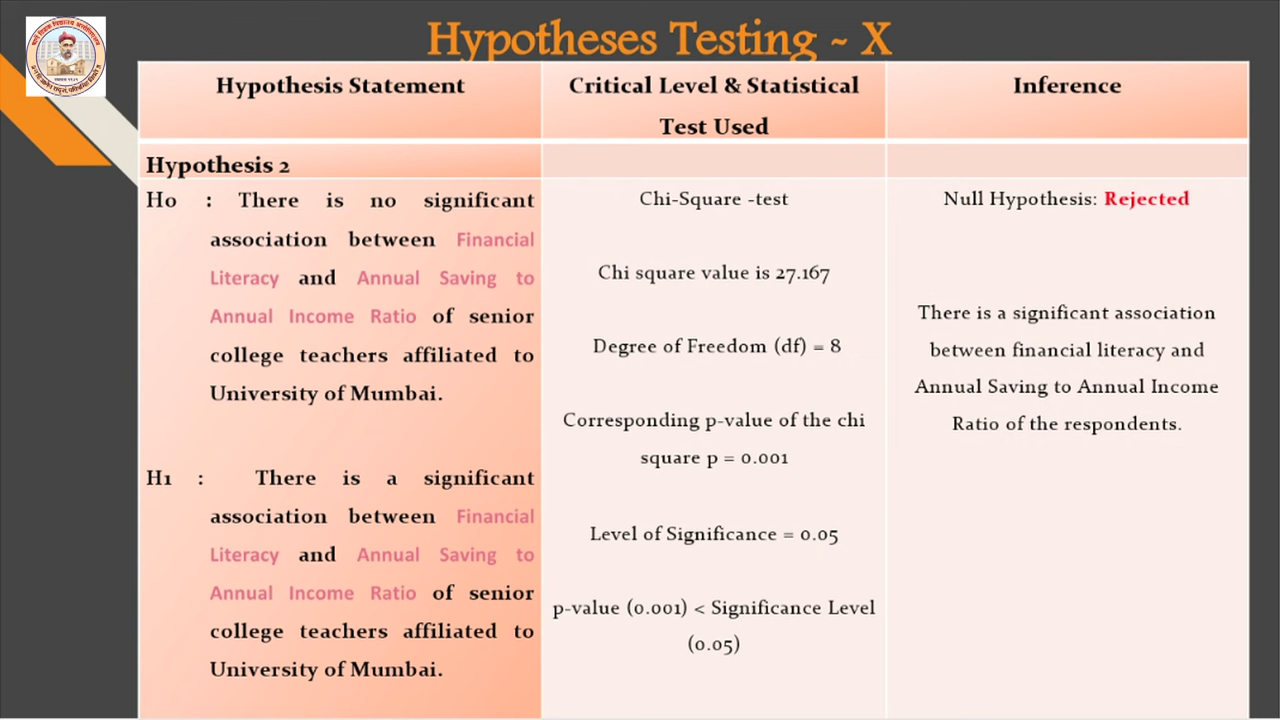 Hypotheses Testing ~ X
Hypothesis Statement
Critical Level & Statistical
Test Used
Inference
Hypothesis 2
H0 : There is no significant
association between Financial
Literacy and Annual Saving to
Annual Income Ratio of senior
college teachers affiliated to
University of Mumbai.
H1 : There is a significant
association between Financial
Literacy and Annual Saving to
Annual Income Ratio of senior
college teachers affiliated to
University of Mumbai.
Chi-Square -test
Chi square value is 27.167
Degree of Freedom (df) = 8
Corresponding p-value of the chi
square p = 0.001
Level of Significance = 0.05
p-value (0.001) < Significance Level
(0.05)
Null Hypothesis: Rejected
There is a significant association
between financial literacy and
Annual Saving to Annual Income
Ratio of the respondents.